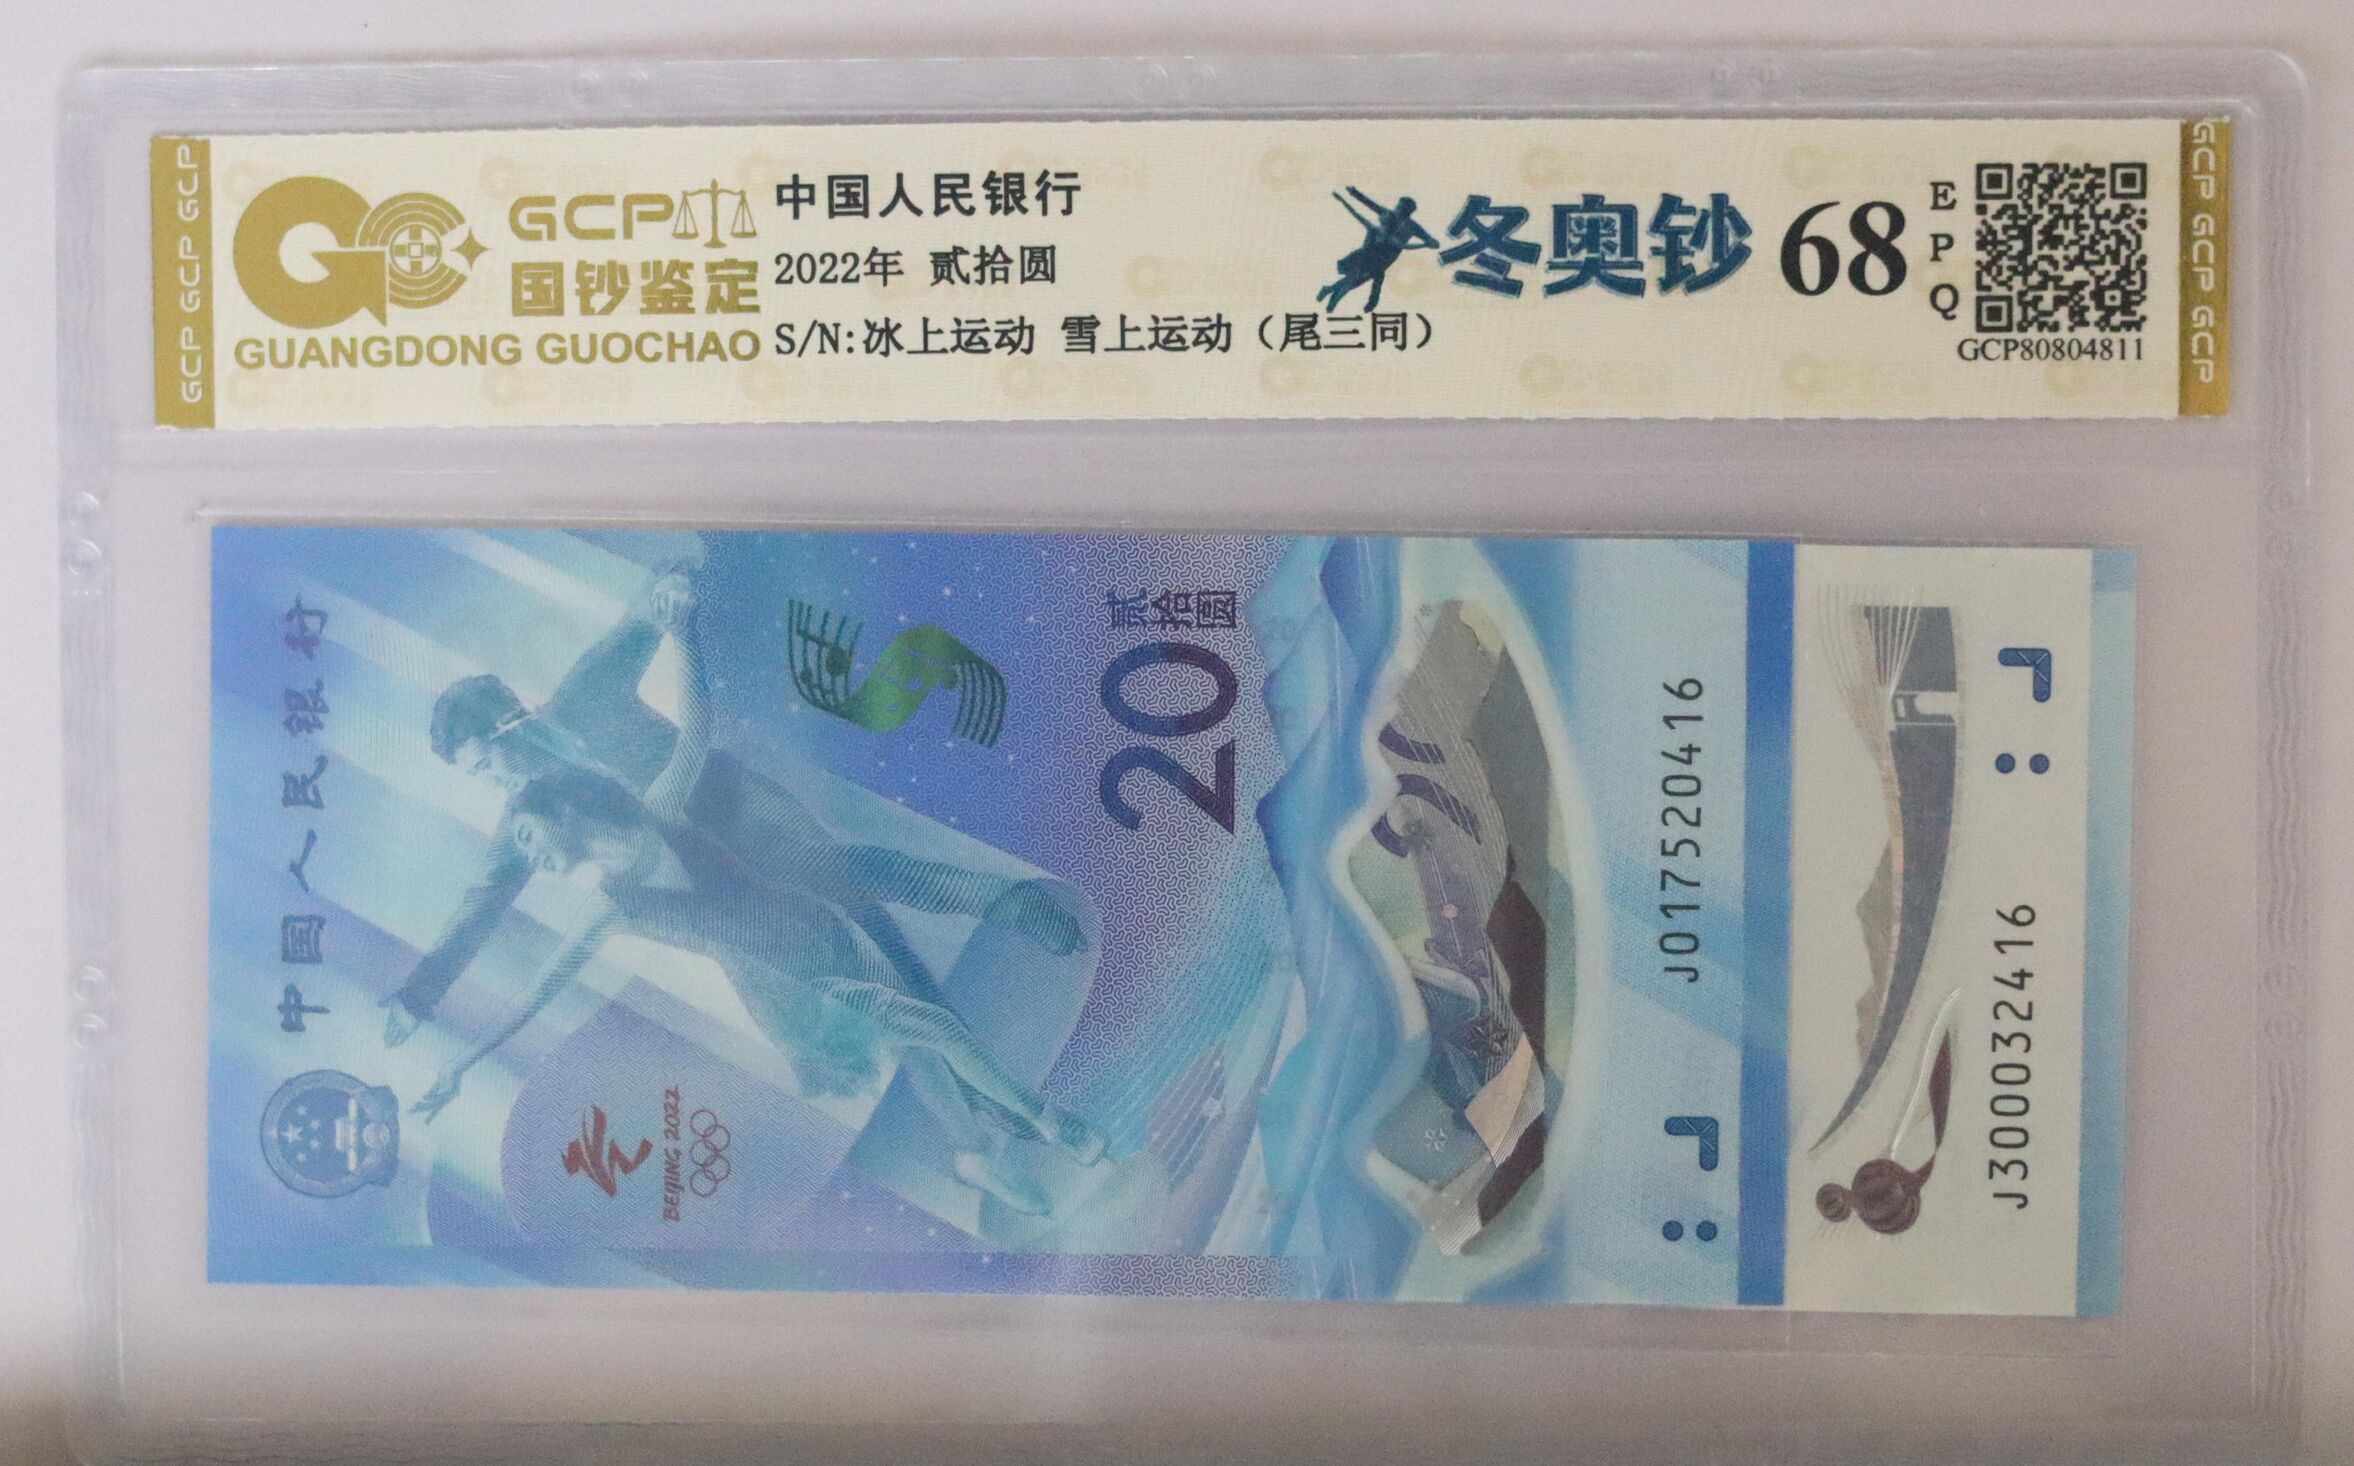 GCP GCP GCP
GCP
国钞鉴定
GUANGDONG GUOCHAO
中国人民银行
2022年 贰拾圆
S/N:冰上运动 雪上运动（尾三同）
冬奥钞
68
EPQ
GCP80804811
GCP GCP GCP
中国人民银行
BEIJING 2022
贰拾圆
20
J017520416
J300032416